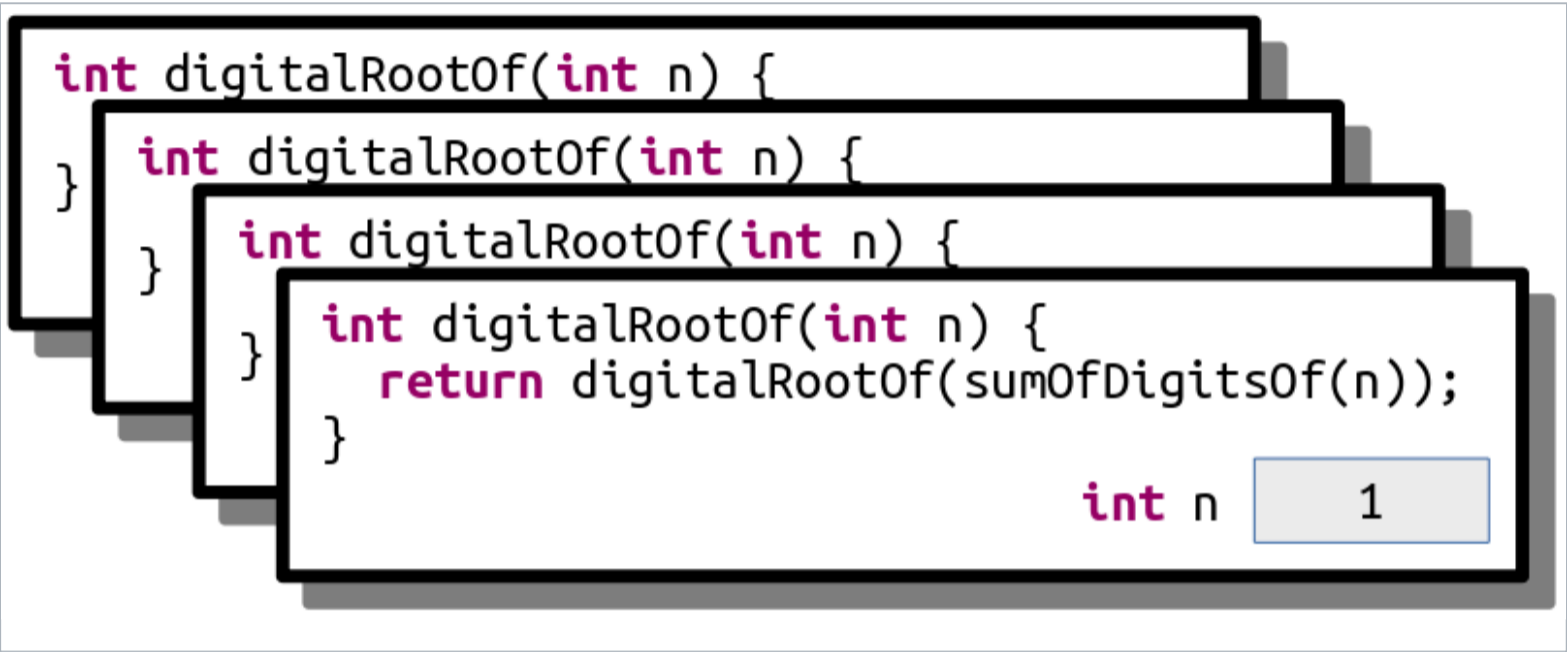 int digitalRootOf(int n) {
}
int digitalRootOf(int n) {
}
int digitalRootOf(int n) {
}
int digitalRootOf(int n) {
return digitalRootOf(sumOfDigitsOf(n));
}
int n 1